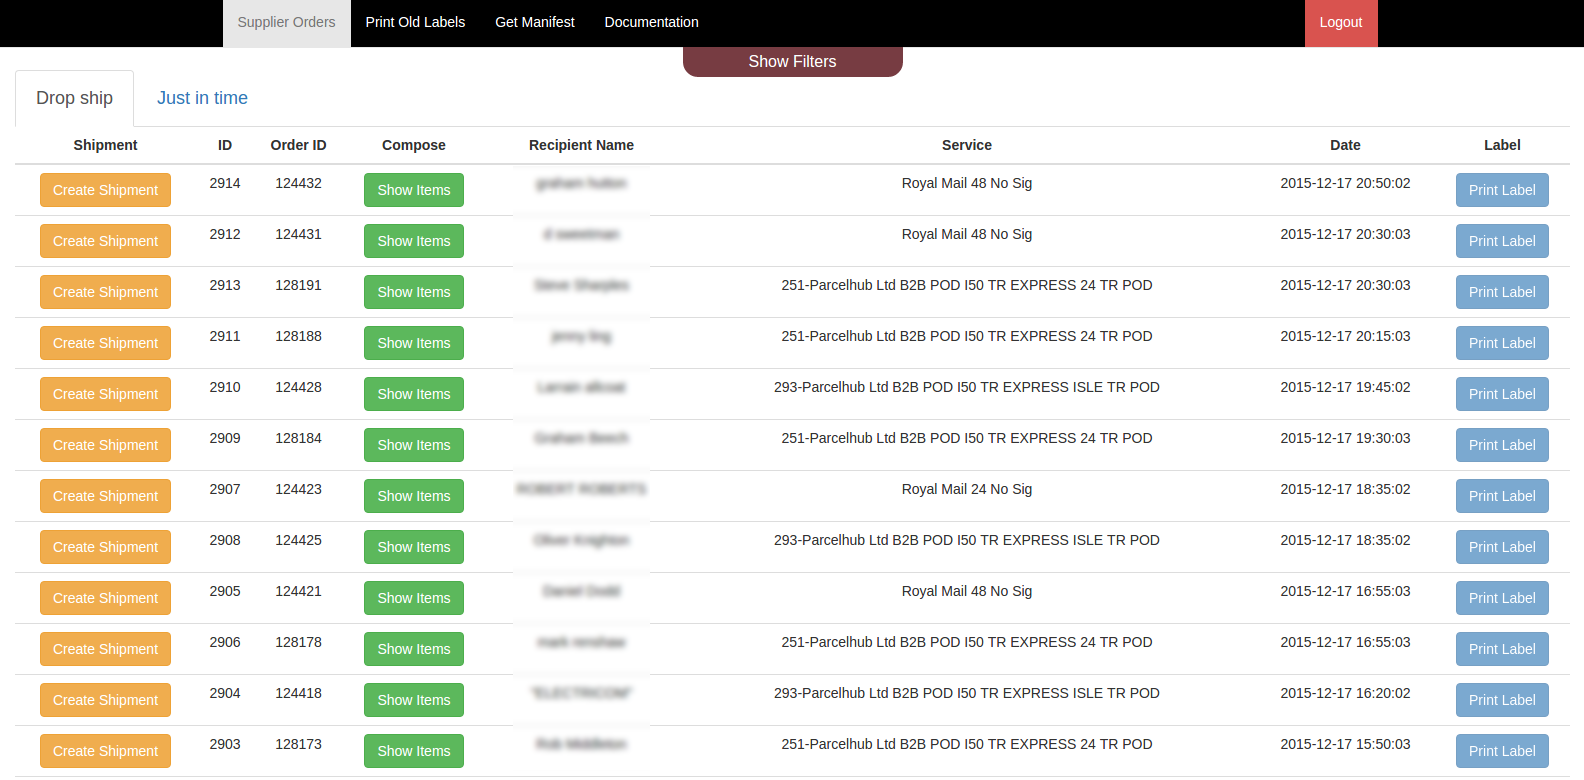 Supplier Orders Print Old Labels Get Manifest Documentation Logout
Show Filters
Drop ship Just in time
Shipment ID Order ID Compose Recipient Name Service Date Label
Create Shipment 2914 124432 Show Items Royal Mail 48 No Sig 2015-12-17 20:50:02 Print Label
Create Shipment 2912 124431 Show Items Royal Mail 48 No Sig 2015-12-17 20:30:03 Print Label
Create Shipment 2913 128191 Show Items 251-Parcelhub Ltd B2B POD I50 TR EXPRESS 24 TR POD 2015-12-17 20:30:03 Print Label
Create Shipment 2911 128188 Show Items 251-Parcelhub Ltd B2B POD I50 TR EXPRESS 24 TR POD 2015-12-17 20:15:03 Print Label
Create Shipment 2910 124428 Show Items 293-Parcelhub Ltd B2B POD I50 TR EXPRESS ISLE TR POD 2015-12-17 19:45:02 Print Label
Create Shipment 2909 128184 Show Items 251-Parcelhub Ltd B2B POD I50 TR EXPRESS 24 TR POD 2015-12-17 19:30:03 Print Label
Create Shipment 2907 124423 Show Items Royal Mail 24 No Sig 2015-12-17 18:35:02 Print Label
Create Shipment 2908 124425 Show Items 293-Parcelhub Ltd B2B POD I50 TR EXPRESS ISLE TR POD 2015-12-17 18:35:02 Print Label
Create Shipment 2905 124421 Show Items Royal Mail 48 No Sig 2015-12-17 16:55:03 Print Label
Create Shipment 2906 128178 Show Items 251-Parcelhub Ltd B2B POD I50 TR EXPRESS 24 TR POD 2015-12-17 16:55:03 Print Label
Create Shipment 2904 124418 Show Items 293-Parcelhub Ltd B2B POD I50 TR EXPRESS ISLE TR POD 2015-12-17 16:20:02 Print Label
Create Shipment 2903 128173 Show Items 251-Parcelhub Ltd B2B POD I50 TR EXPRESS 24 TR POD 2015-12-17 15:50:03 Print Label